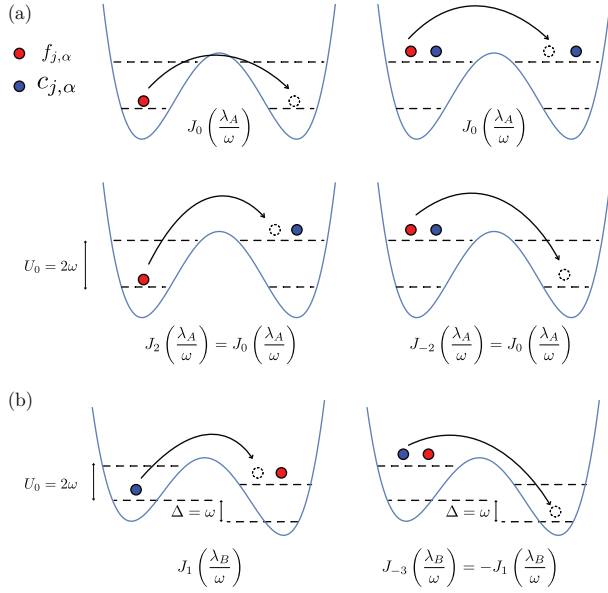 (a)
f_{j,α}
c_{j,α}
J_0 (λ_A/ω)
J_0 (λ_A/ω)
U_0 = 2ω
J_2 (λ_A/ω) = J_0 (λ_A/ω)
J_{-2} (λ_A/ω) = J_0 (λ_A/ω)
(b)
U_0 = 2ω
Δ = ω
Δ = ω
J_1 (λ_B/ω)
J_{-3} (λ_B/ω) = -J_1 (λ_B/ω)